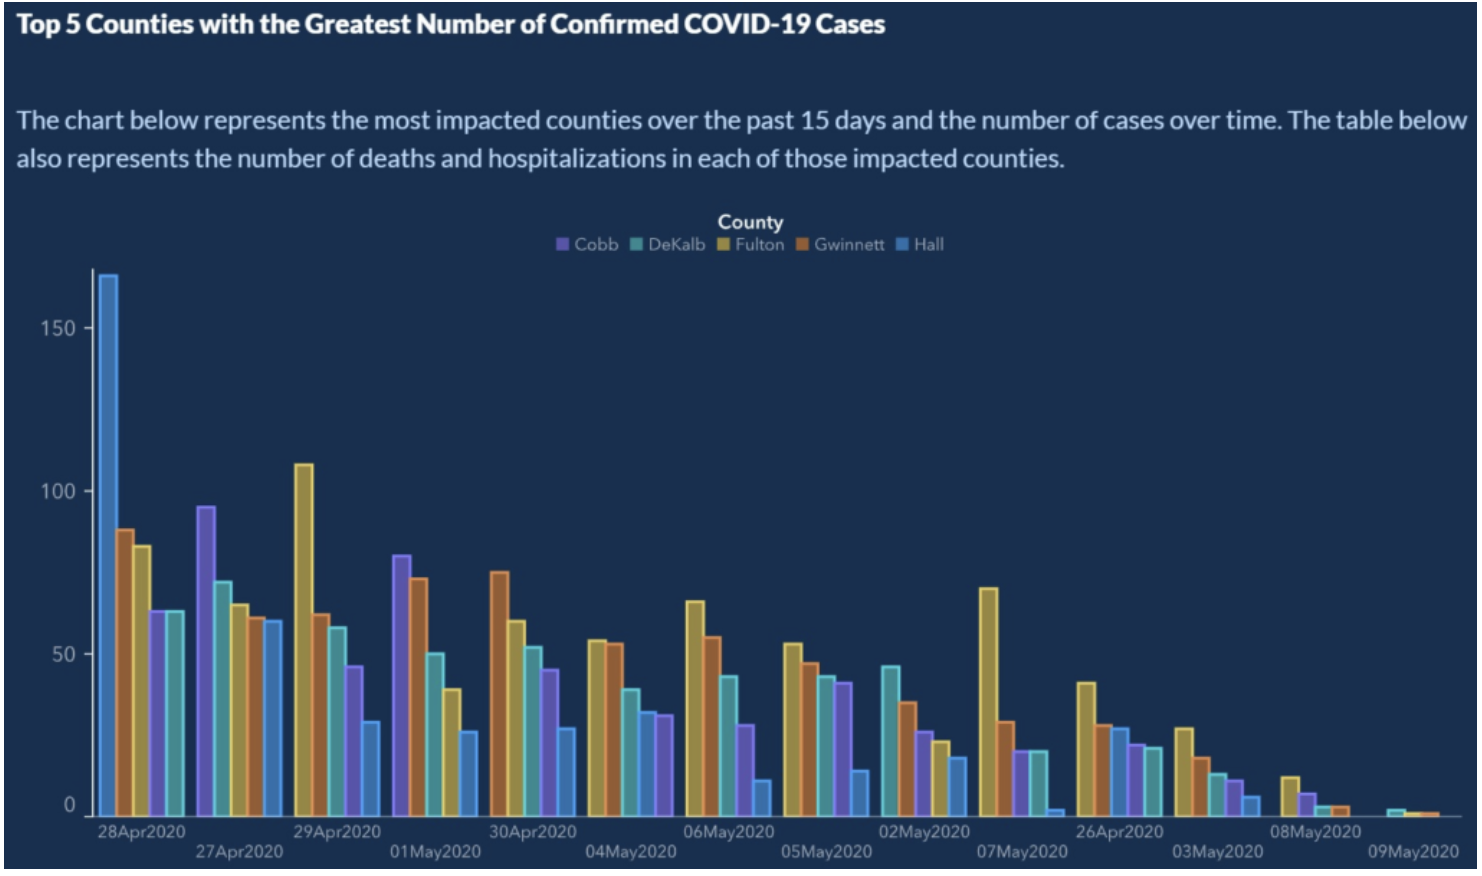 Top 5 Counties with the Greatest Number of Confirmed COVID-19 Cases
The chart below represents the most impacted counties over the past 15 days and the number of cases over time. The table below
also represents the number of deaths and hospitalizations in each of those impacted counties.
County
Cobb DeKalb Fulton Gwinnett Hall
150
100
50
0
28Apr2020 29Apr2020 30Apr2020 06May2020 02May2020 26Apr2020 08May2020
27Apr2020 01May2020 04May2020 05May2020 07May2020 03May2020 09May2020